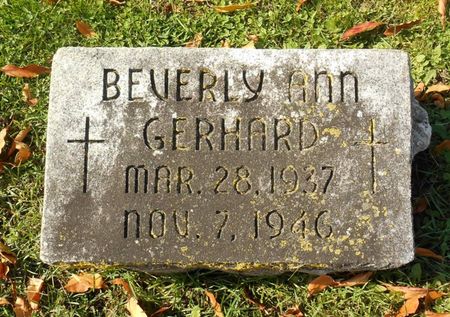 BEVERLY ANN
GERHARD
MAR. 28, 1937
NOV. 7, 1946